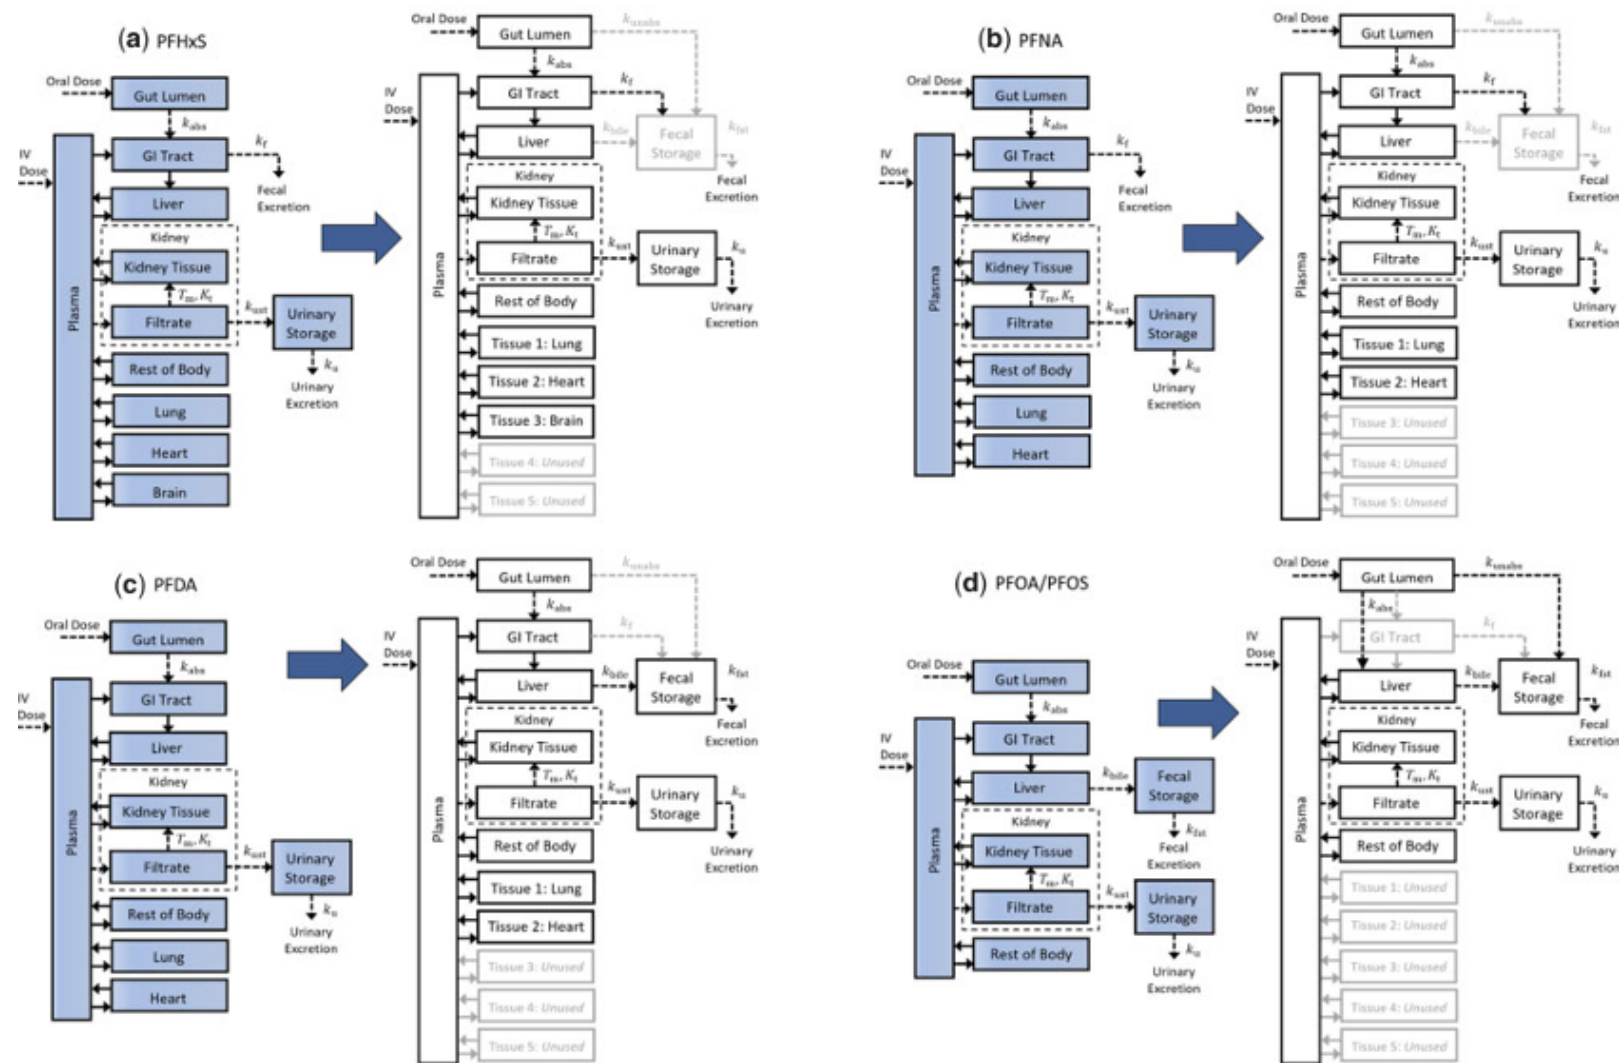 (a) PFHxS
Oral Dose
Gut Lumen
k_abs
IV
Dose
GI Tract
k_f
Fecal
Excretion
Liver
Kidney
Kidney Tissue
T_m, K_t
Filtrate
k_ust
Urinary
Storage
k_u
Urinary
Excretion
Plasma
Rest of Body
Lung
Heart
Brain
Oral Dose
Gut Lumen
k_unabs
k_abs
IV
Dose
GI Tract
k_f
Liver
k_bile
Fecal
Storage
k_fst
Fecal
Excretion
Kidney
Kidney Tissue
T_m, K_t
Filtrate
k_ust
Urinary
Storage
k_u
Urinary
Excretion
Plasma
Rest of Body
Tissue 1: Lung
Tissue 2: Heart
Tissue 3: Brain
Tissue 4: Unused
Tissue 5: Unused
(b) PFNA
Oral Dose
Gut Lumen
k_abs
IV
Dose
GI Tract
k_f
Fecal
Excretion
Liver
Kidney
Kidney Tissue
T_m, K_t
Filtrate
k_ust
Urinary
Storage
k_u
Urinary
Excretion
Plasma
Rest of Body
Lung
Heart
Oral Dose
Gut Lumen
k_unabs
k_abs
IV
Dose
GI Tract
k_f
Liver
k_bile
Fecal
Storage
k_fst
Fecal
Excretion
Kidney
Kidney Tissue
T_m, K_t
Filtrate
k_ust
Urinary
Storage
k_u
Urinary
Excretion
Plasma
Rest of Body
Tissue 1: Lung
Tissue 2: Heart
Tissue 3: Unused
Tissue 4: Unused
Tissue 5: Unused
(c) PFDA
Oral Dose
Gut Lumen
k_abs
IV
Dose
GI Tract
Liver
Kidney
Kidney Tissue
T_m, K_t
Filtrate
k_ust
Urinary
Storage
k_u
Urinary
Excretion
Plasma
Rest of Body
Lung
Heart
Oral Dose
Gut Lumen
k_unabs
k_abs
IV
Dose
GI Tract
k_f
Liver
k_bile
Fecal
Storage
k_fst
Fecal
Excretion
Kidney
Kidney Tissue
T_m, K_t
Filtrate
k_ust
Urinary
Storage
k_u
Urinary
Excretion
Plasma
Rest of Body
Tissue 1: Lung
Tissue 2: Heart
Tissue 3: Unused
Tissue 4: Unused
Tissue 5: Unused
(d) PFOA/PFOS
Oral Dose
Gut Lumen
k_abs
IV
Dose
GI Tract
Liver
k_bile
Fecal
Storage
k_fst
Fecal
Excretion
Kidney
Kidney Tissue
T_m, K_t
Filtrate
k_ust
Urinary
Storage
k_u
Urinary
Excretion
Plasma
Rest of Body
Oral Dose
Gut Lumen
k_unabs
k_abs
IV
Dose
GI Tract
k_f
Liver
k_bile
Fecal
Storage
k_fst
Fecal
Excretion
Kidney
Kidney Tissue
T_m, K_t
Filtrate
k_ust
Urinary
Storage
k_u
Urinary
Excretion
Plasma
Rest of Body
Tissue 1: Unused
Tissue 2: Unused
Tissue 3: Unused
Tissue 4: Unused
Tissue 5: Unused